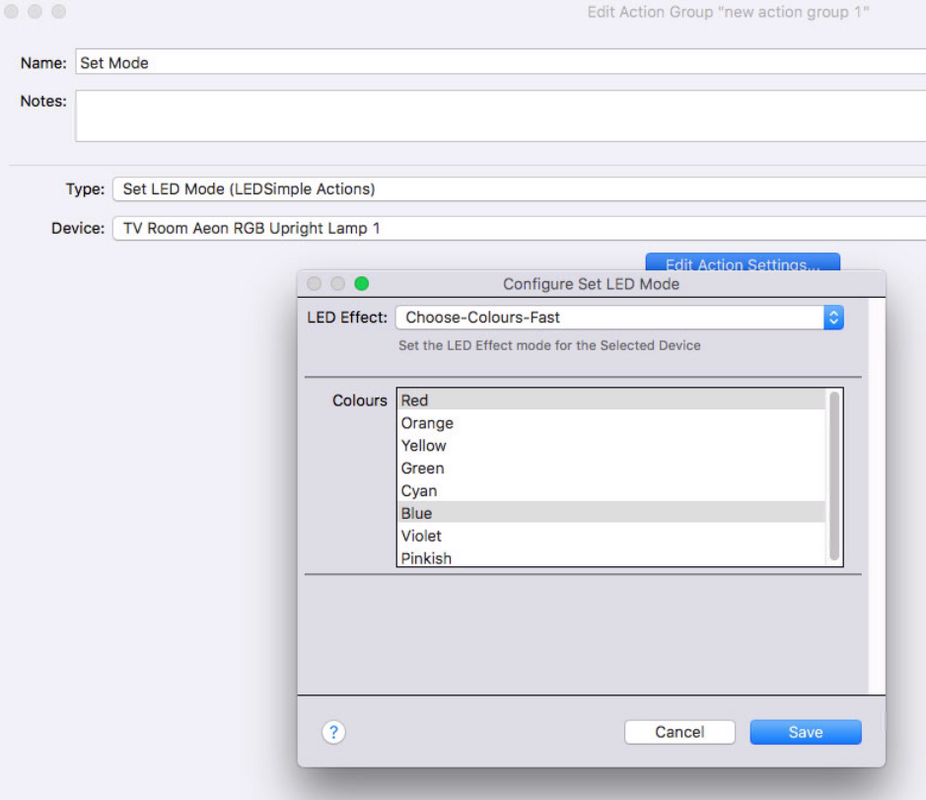 Edit Action Group "new action group 1"
Name: Set Mode
Notes:
Type: Set LED Mode (LEDSimple Actions)
Device: TV Room Aeon RGB Upright Lamp 1
Edit Action Settings...
Configure Set LED Mode
LED Effect: Choose-Colours-Fast
Set the LED Effect mode for the Selected Device
Colours Red
Orange
Yellow
Green
Cyan
Blue
Violet
Pinkish
? Cancel Save